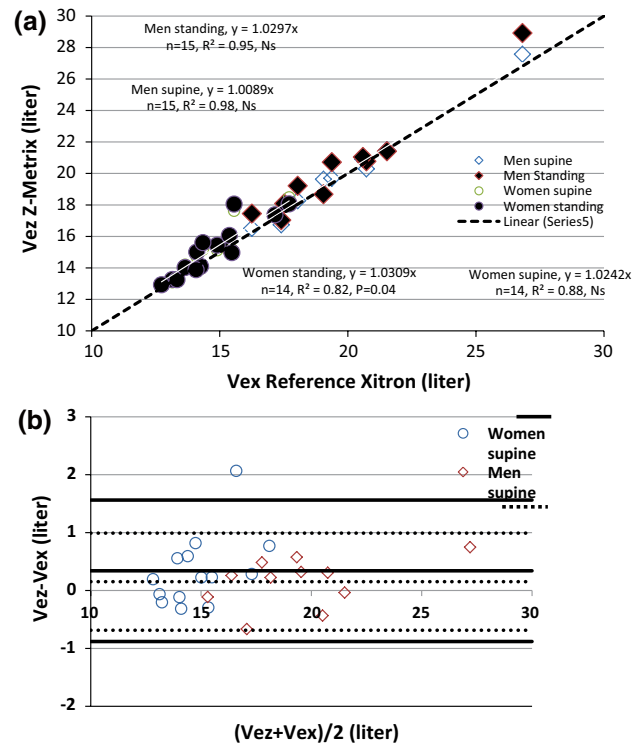 (a)
Men standing, y = 1.0297x
n=15, R² = 0.95, Ns
Men supine, y = 1.0089x
n=15, R² = 0.98, Ns
30
28
26
24
22
20
18
16
14
12
10
Vez Z-Metrix (liter)
Men supine
Men Standing
Women supine
Women standing
Linear (Series5)
Women standing, y = 1.0309x
n=14, R² = 0.82, P=0.04
Women supine, y = 1.0242x
n=14, R² = 0.88, Ns
10 15 20 25 30
Vex Reference Xitron (liter)
(b)
3
2
1
0
-1
-2
Vez-Vex (liter)
Women
supine
Men
supine
10 15 20 25 30
(Vez+Vex)/2 (liter)